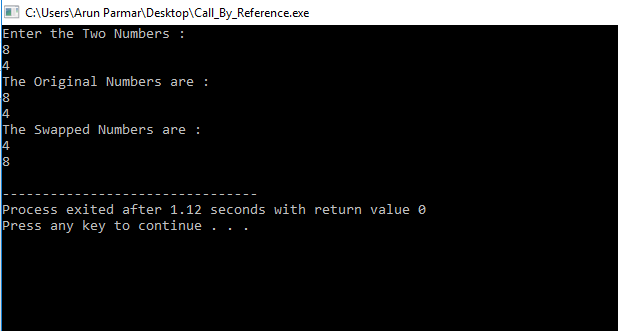 C:\Users\Arun Parmar\Desktop\Call_By_Reference.exe
Enter the Two Numbers :
8
4
The Original Numbers are :
8
4
The Swapped Numbers are :
4
8
--------------------------------
Process exited after 1.12 seconds with return value 0
Press any key to continue . . .